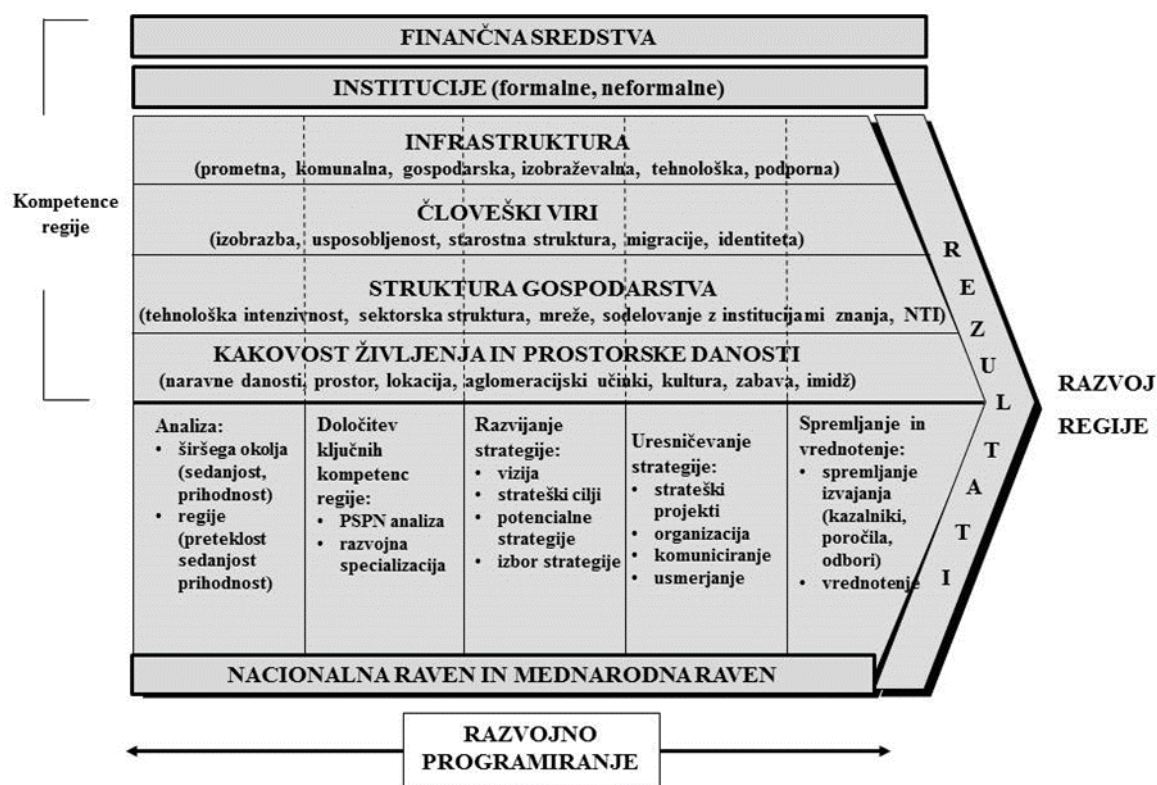 FINANČNA SREDSTVA
INSTITUCIJE (formalne, neformalne)
INFRASTRUKTURA
(prometna, komunalna, gospodarska, izobraževalna, tehnološka, podporna)
Kompetence
regije
ČLOVEŠKI VIRI
(izobrazba, usposobljenost, starostna struktura, migracije, identiteta)
STRUKTURA GOSPODARSTVA
(tehnološka intenzivnost, sektorska struktura, mreže, sodelovanje z institucijami znanja, NTI)
KAKOVOST ŽIVLJENJA IN PROSTORSKE DANOSTI
(naravne danosti, prostor, lokacija, aglomeracijski učinki, kultura, zabava, imidž)
Analiza:
• širšega okolja
(sedanjost,
prihodnost)
• regije
(preteklost
sedanjost
prihodnost)
Določitev
ključnih
kompetenc
regije:
• PSPN analiza
• razvojna
specializacija
Razvijanje
strategije:
• vizija
• strateški cilji
• potencialne
strategije
• izbor strategije
Uresničevanje
strategije:
• strateški
projekti
• organizacija
• komuniciranje
• usmerjanje
Spremljanje in
vrednotenje:
• spremljanje
izvajanja
(kazalniki,
poročila,
odbori)
• vrednotenje
REZULTATI
RAZVOJ
REGIJE
NACIONALNA RAVEN IN MEDNARODNA RAVEN
RAZVOJNO
PROGRAMIRANJE